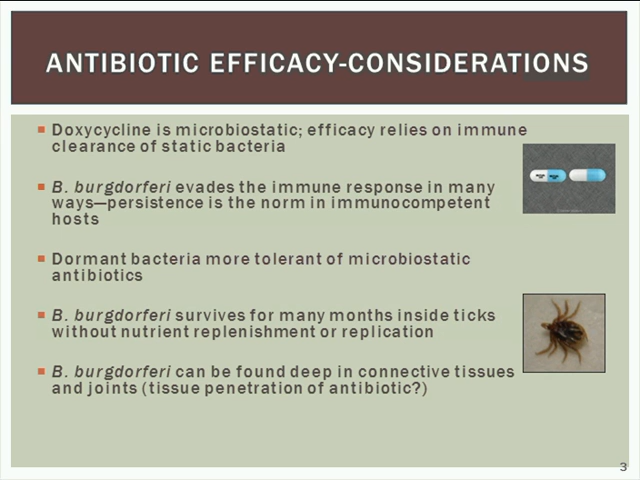 ANTIBIOTIC EFFICACY-CONSIDERATIONS
Doxycycline is microbiostatic; efficacy relies on immune
clearance of static bacteria
B. burgdorferi evades the immune response in many
ways—persistence is the norm in immunocompetent
hosts
Dormant bacteria more tolerant of microbiostatic
antibiotics
B. burgdorferi survives for many months inside ticks
without nutrient replenishment or replication
B. burgdorferi can be found deep in connective tissues
and joints (tissue penetration of antibiotic?)
3